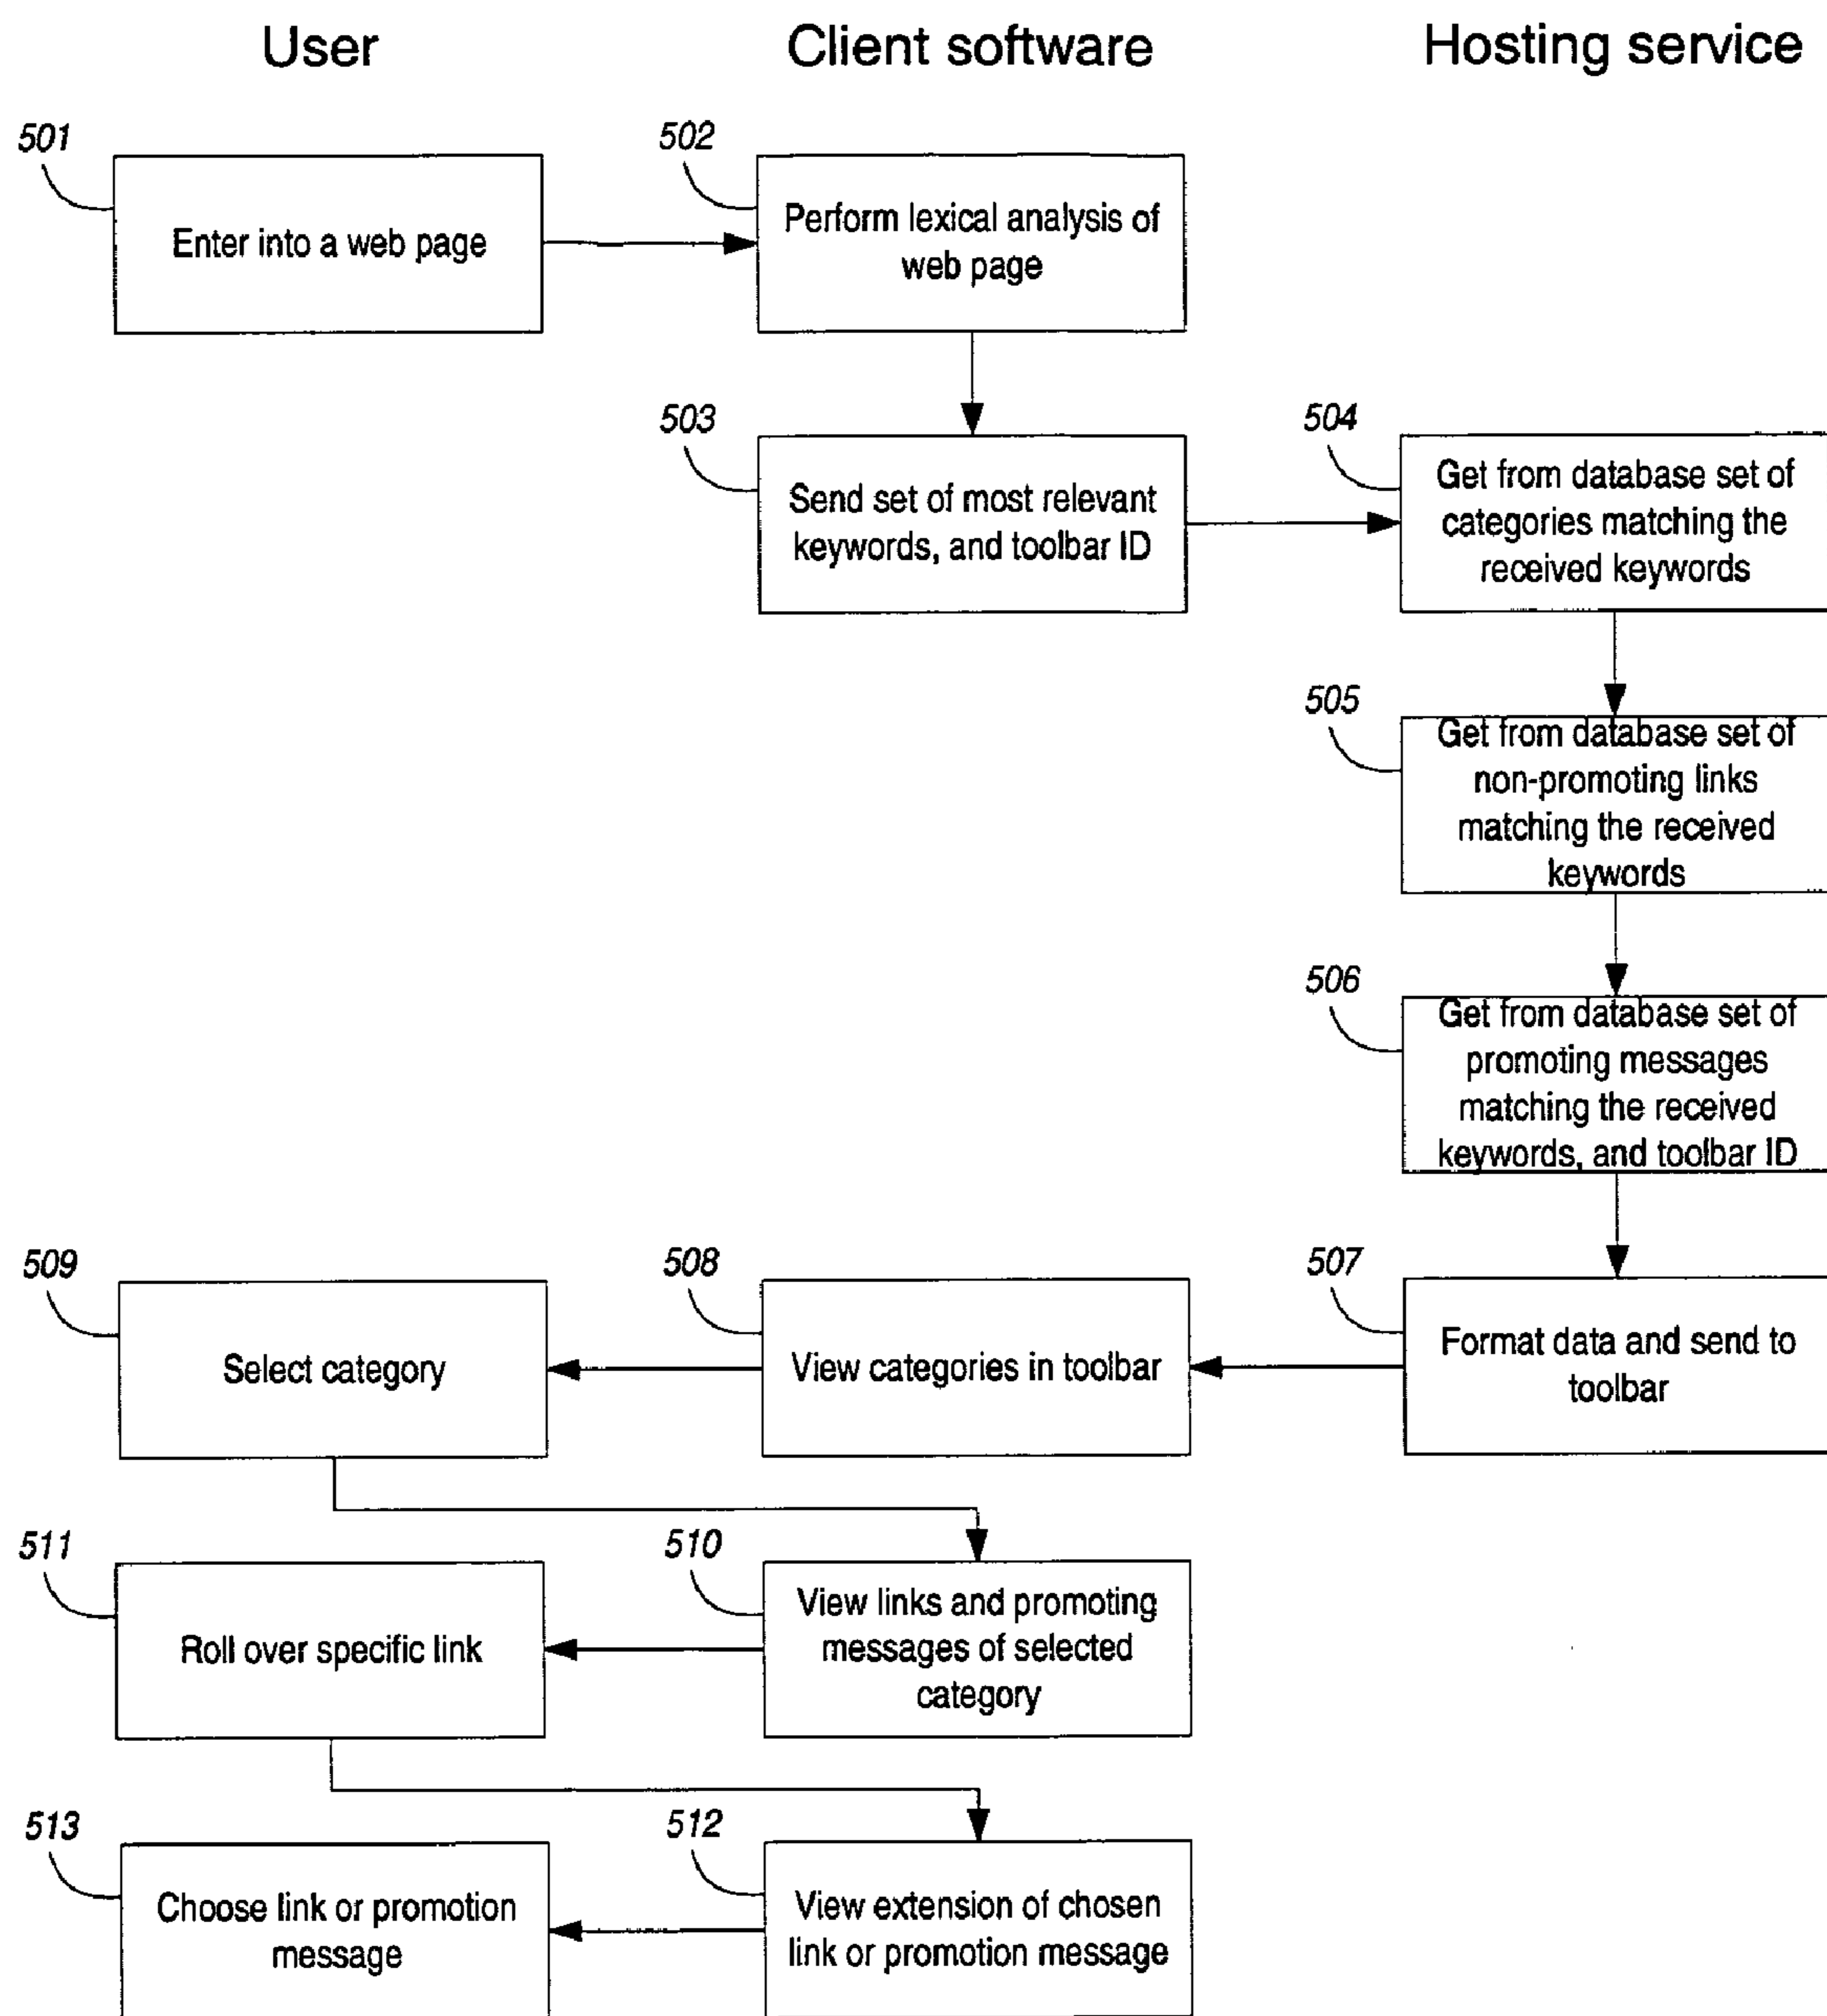 User
Client software
Hosting service
501
Enter into a web page
502
Perform lexical analysis of
web page
503
Send set of most relevant
keywords, and toolbar ID
504
Get from database set of
categories matching the
received keywords
505
Get from database set of
non-promoting links
matching the received
keywords
506
Get from database set of
promoting messages
matching the received
keywords, and toolbar ID
509
Select category
508
View categories in toolbar
507
Format data and send to
toolbar
511
Roll over specific link
510
View links and promoting
messages of selected
category
513
Choose link or promotion
message
512
View extension of chosen
link or promotion message